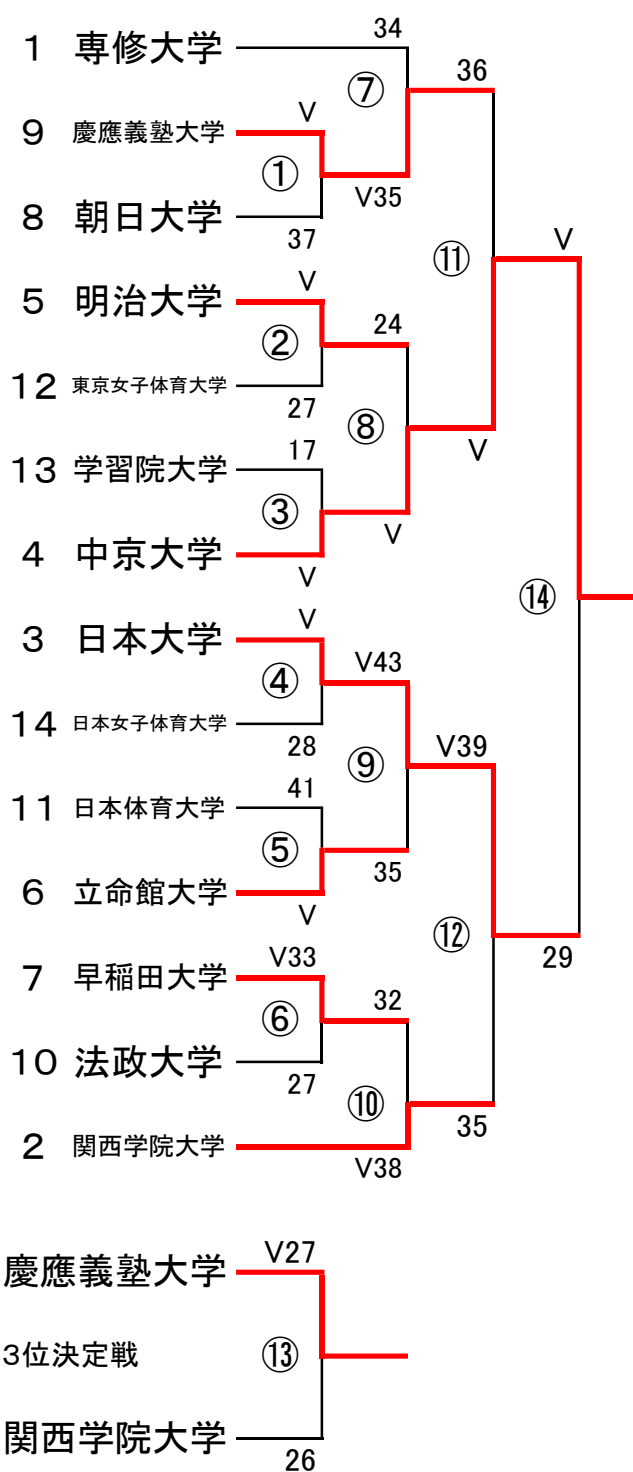 34
1 専修大学
36
⑦
V
9 慶應義塾大学
①
V35
8 朝日大学
37
⑪
V
V
5 明治大学
24
②
12 東京女子体育大学
27
⑧
17
V
13 学習院大学
③
V
4 中京大学
V
⑭
V
3 日本大学
V43
④
14 日本女子体育大学
28
V39
⑨
41
11 日本体育大学
⑤
35
6 立命館大学
V
⑫
V33
29
7 早稲田大学
32
⑥
10 法政大学
27
⑩
35
2 関西学院大学
V38
V27
慶應義塾大学
3位決定戦
⑬
関西学院大学
26